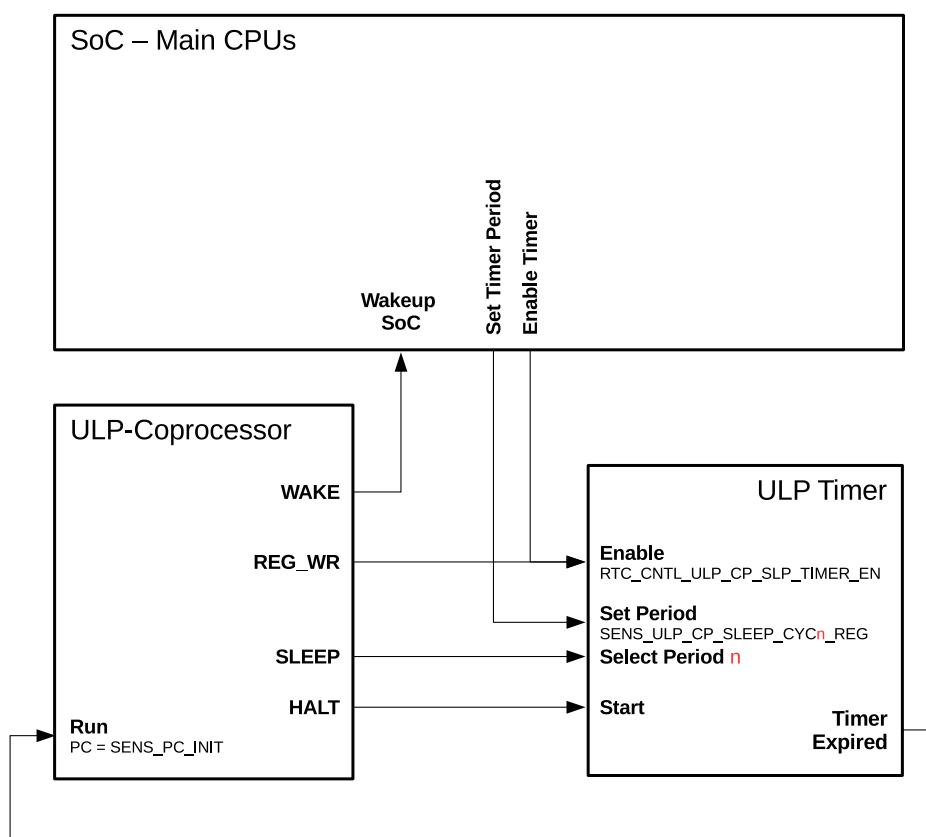 SoC – Main CPUs
Set Timer Period
Enable Timer
Wakeup
SoC
ULP-Coprocessor
WAKE
REG_WR
SLEEP
HALT
Run
PC = SENS_PC_INIT
ULP Timer
Enable
RTC_CNTL_ULP_CP_SLP_TIMER_EN
Set Period
SENS_ULP_CP_SLEEP_CYCn_REG
Select Period n
Start
Timer
Expired